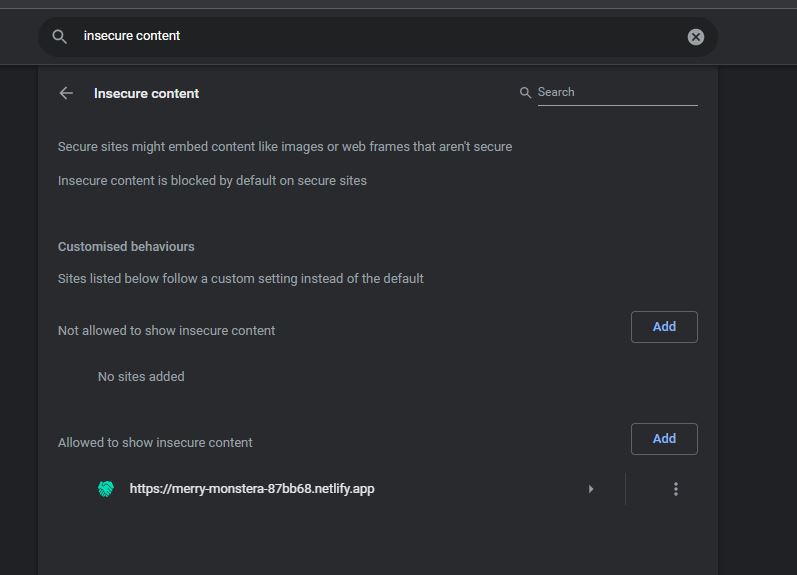 insecure content
Insecure content
Search
Secure sites might embed content like images or web frames that aren't secure
Insecure content is blocked by default on secure sites
Customised behaviours
Sites listed below follow a custom setting instead of the default
Not allowed to show insecure content
Add
No sites added
Allowed to show insecure content
Add
https://merry-monstera-87bb68.netlify.app